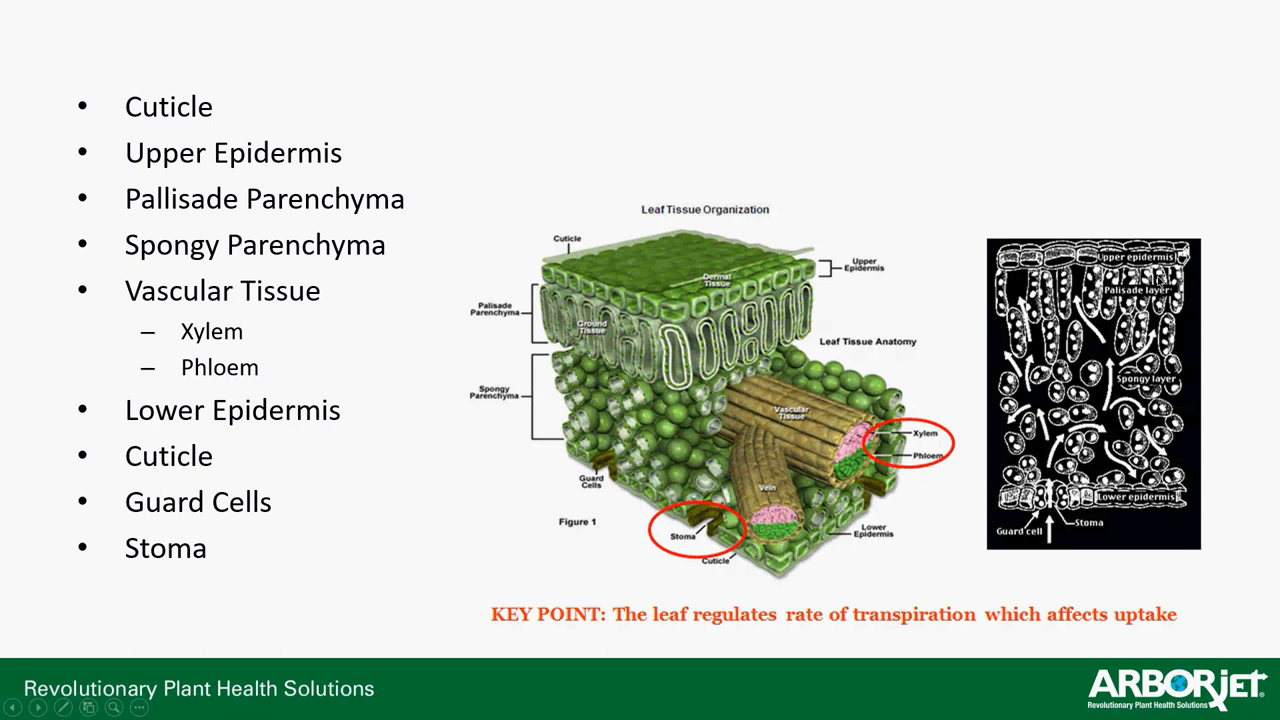 • Cuticle
• Upper Epidermis
• Pallisade Parenchyma
• Spongy Parenchyma
• Vascular Tissue
– Xylem
– Phloem
• Lower Epidermis
• Cuticle
• Guard Cells
• Stoma
Leaf Tissue Organization
Cuticle
Upper
Epidermis
Dermal
Tissue
Palisade
Parenchyma
Ground
Tissue
Leaf Tissue Anatomy
Spongy
Parenchyma
Vascular
Tissue
Xylem
Phloem
Guard
Cells
Vein
Figure 1
Stoma
Lower
Epidermis
Cuticle
Upper epidermis
Palisade layer
Spongy layer
Lower epidermis
Guard cell
Stoma
KEY POINT: The leaf regulates rate of transpiration which affects uptake
Revolutionary Plant Health Solutions
ARBORjET®
Revolutionary Plant Health Solutions